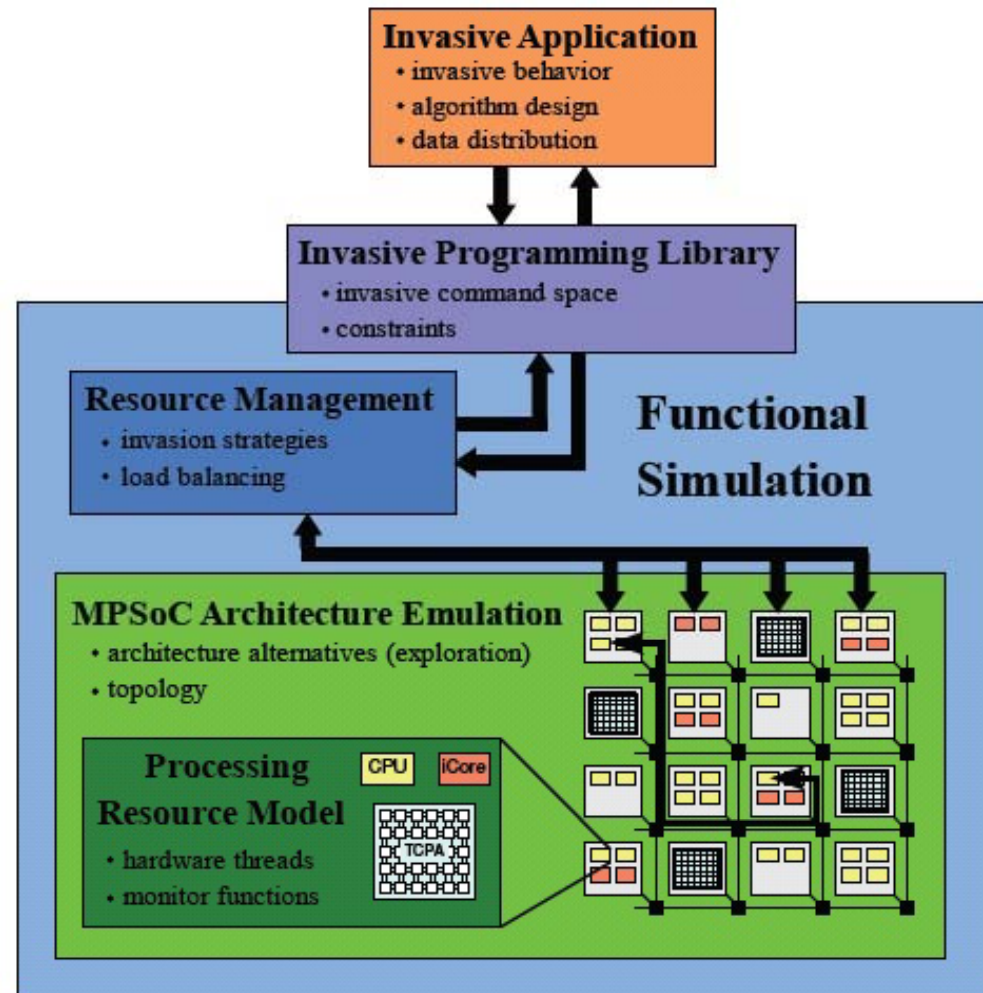 Invasive Application
• invasive behavior
• algorithm design
• data distribution
Invasive Programming Library
• invasive command space
• constraints
Resource Management
• invasion strategies
• load balancing
Functional
Simulation
MPSoC Architecture Emulation
• architecture alternatives (exploration)
• topology
Processing
Resource Model
• hardware threads
• monitor functions
CPU
iCore
TCPA